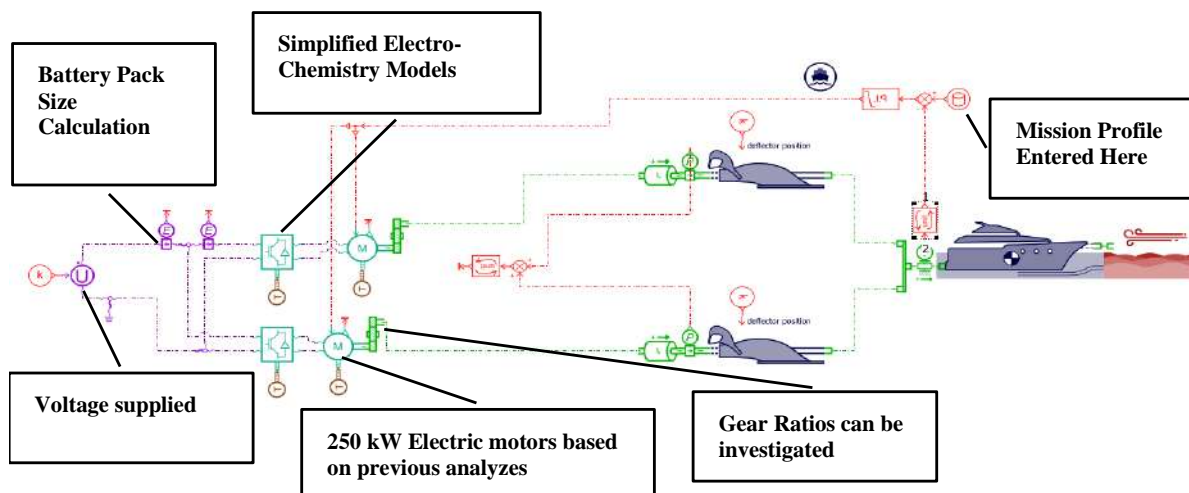 Simplified Electro-
Chemistry Models
Battery Pack
Size
Calculation
Mission Profile
Entered Here
deflector position
deflector position
k
U
E
E
M
M
T
T
T
T
P
2
Voltage supplied
250 kW Electric motors based
on previous analyzes
Gear Ratios can be
investigated